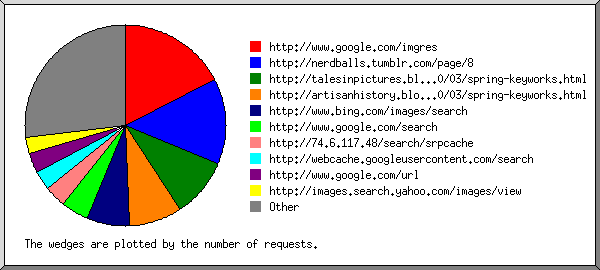 http://www.google.com/imgres
http://nerdballs.tumblr.com/page/8
http://talesinpictures.bl...0/03/spring-keyworks.html
http://artisanhistory.blo...0/03/spring-keyworks.html
http://www.bing.com/images/search
http://www.google.com/search
http://74.6.117.48/search/srpcache
http://webcache.googleusercontent.com/search
http://www.google.com/url
http://images.search.yahoo.com/images/view
Other
The wedges are plotted by the number of requests.